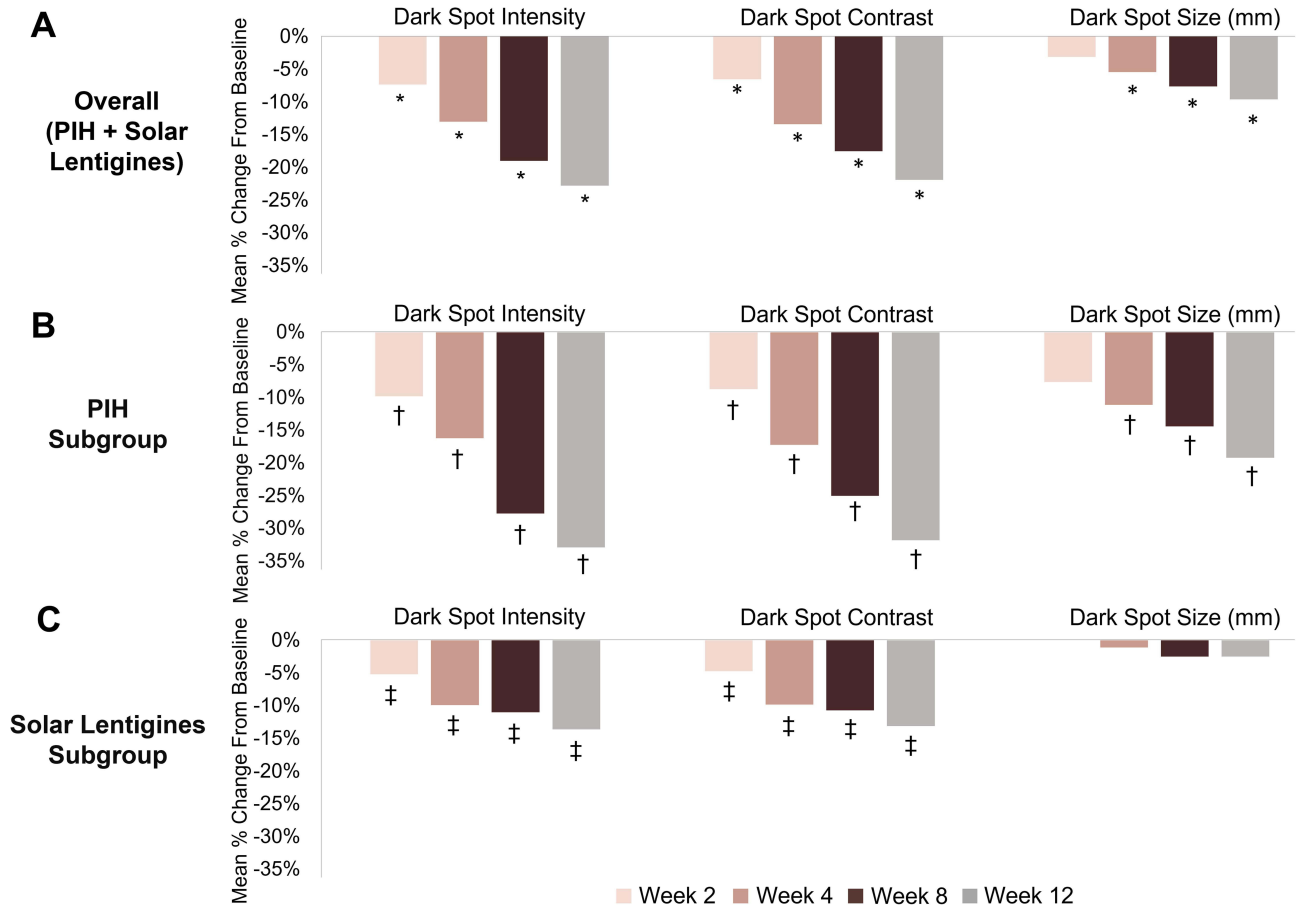 A
Dark Spot Intensity
Dark Spot Contrast
Dark Spot Size (mm)
Overall
(PIH + Solar
Lentigines)
Mean % Change From Baseline
0%
-5%
-10%
-15%
-20%
-25%
-30%
-35%
*
*
*
*
*
*
*
*
*
*
*
B
Dark Spot Intensity
Dark Spot Contrast
Dark Spot Size (mm)
PIH
Subgroup
Mean % Change From Baseline
0%
-5%
-10%
-15%
-20%
-25%
-30%
-35%
†
†
†
†
†
†
†
†
†
†
†
C
Dark Spot Intensity
Dark Spot Contrast
Dark Spot Size (mm)
Solar Lentigines
Subgroup
Mean % Change From Baseline
0%
-5%
-10%
-15%
-20%
-25%
-30%
-35%
‡
‡
‡
‡
‡
‡
‡
‡
Week 2
Week 4
Week 8
Week 12